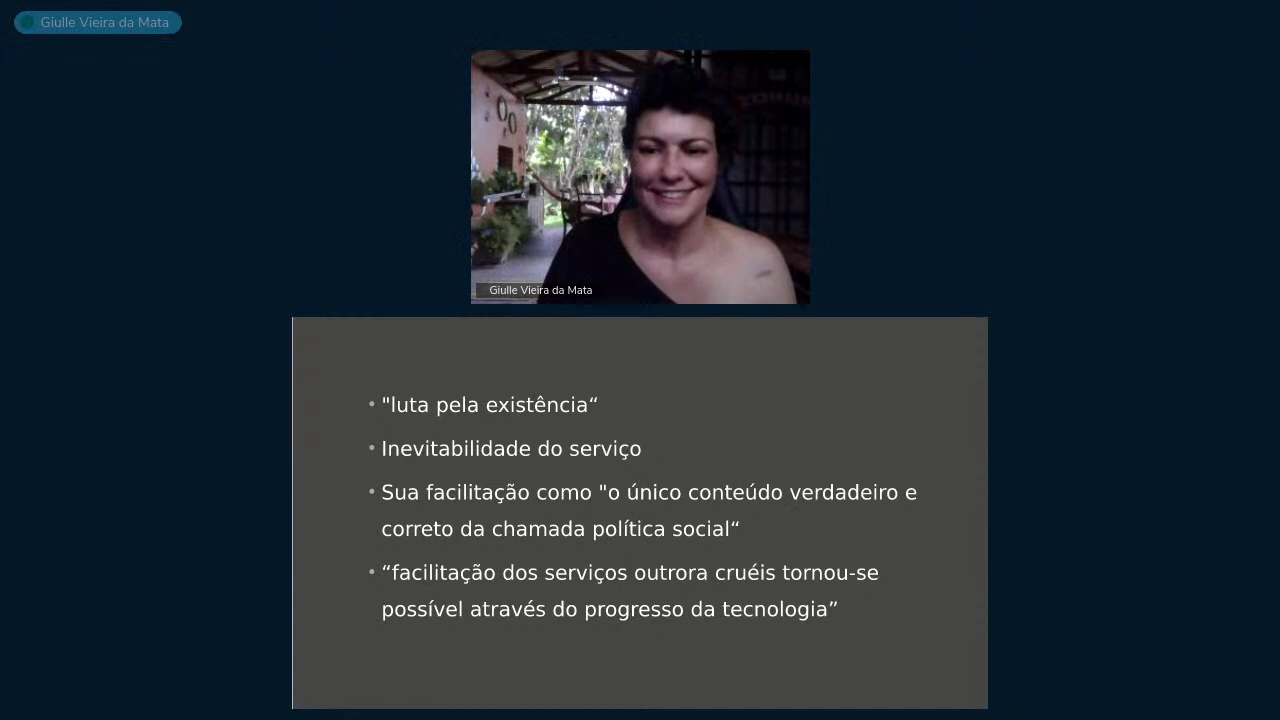 Giulle Vieira da Mata
Giulle Vieira da Mata
• "luta pela existência“
• Inevitabilidade do serviço
• Sua facilitação como "o único conteúdo verdadeiro e
correto da chamada política social“
• “facilitação dos serviços outrora cruéis tornou-se
possível através do progresso da tecnologia”